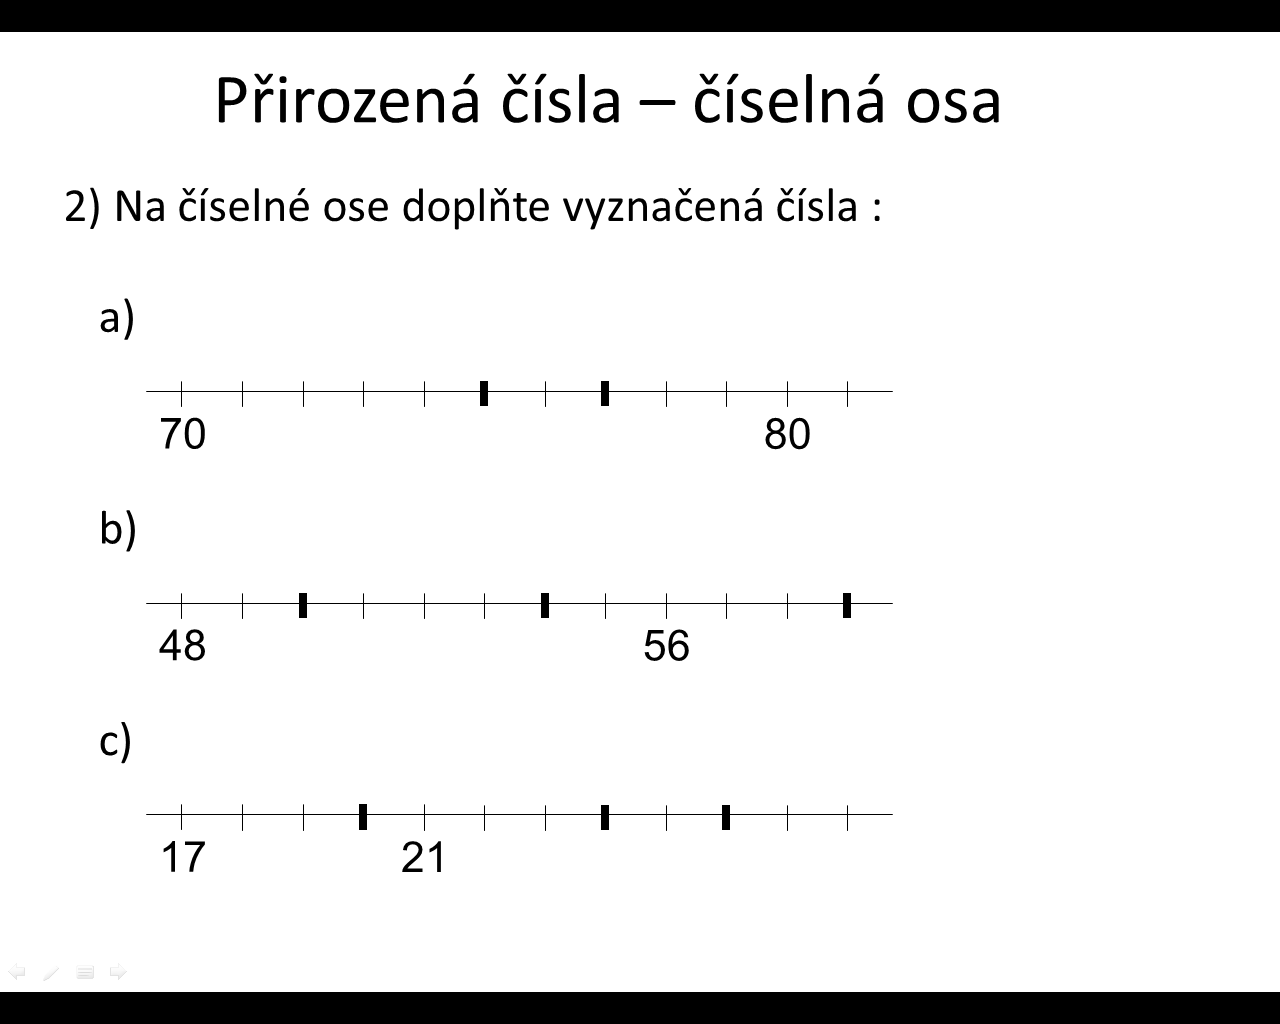 Přirozená čísla – číselná osa
2) Na číselné ose doplňte vyznačená čísla :
a)
70 80
b)
48 56
c)
17 21